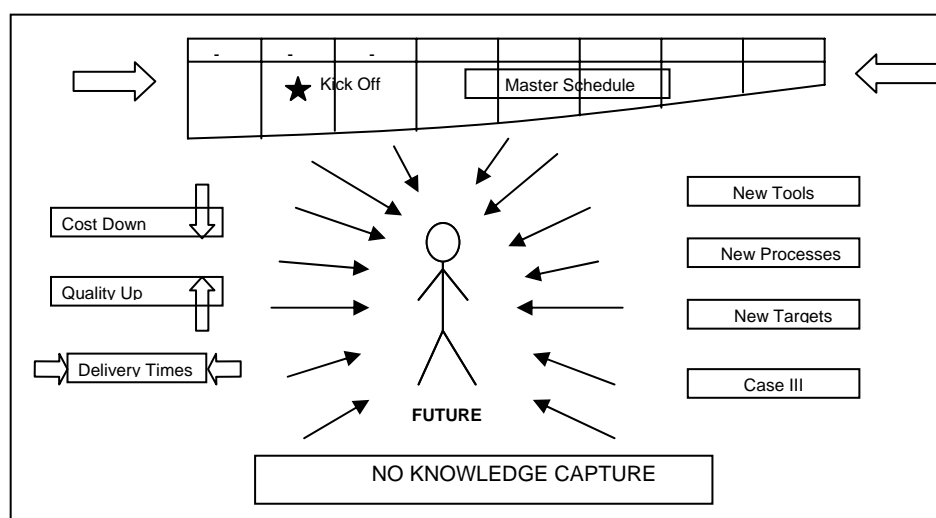 - - -
Kick Off
Master Schedule
Cost Down
Quality Up
Delivery Times
New Tools
New Processes
New Targets
Case III
FUTURE
NO KNOWLEDGE CAPTURE